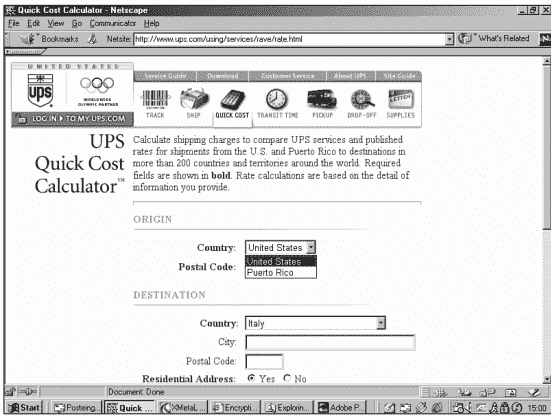 Quick Cost Calculator - Netscape
File Edit View Go Communicator Help
Bookmarks Netsite: http://www.ups.com/using/services/rave/rate.html What's Related
UNITED STATES
Service Guide Download Customer Service About UPS Site Guide
UPS
WORLDWIDE
OLYMPIC PARTNER
TRACK SHIP QUICK COST TRANSIT TIME PICKUP DROP-OFF SUPPLIES
LETTER
LOG IN TO MY UPS.COM
UPS
Quick Cost
Calculator™
Calculate shipping charges to compare UPS services and published
rates for shipments from the U.S. and Puerto Rico to destinations in
more than 200 countries and territories around the world. Required
fields are shown in bold. Rate calculations are based on the detail of
information you provide.
ORIGIN
Country: United States
United States
Puerto Rico
Postal Code:
DESTINATION
Country: Italy
City:
Postal Code:
Residential Address: Yes No
Document: Done
Start Posteing... Quick ... XMetaL ... Encrypti... Explorin... Adobe P...